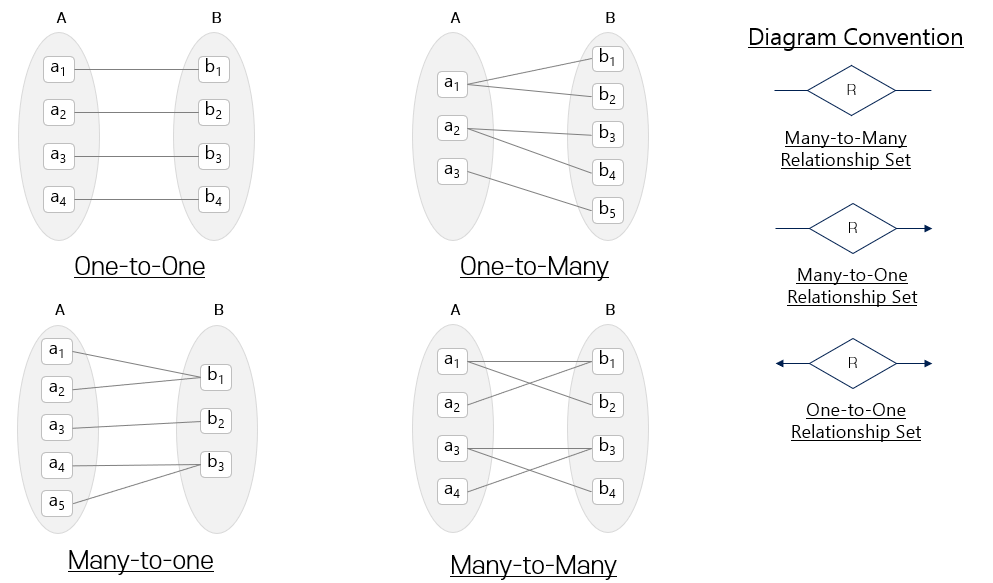 A B
a1 b1
a2 b2
a3 b3
a4 b4
One-to-One
A B
a1 b1
a2 b2
a3 b3
b4
b5
One-to-Many
A B
a1 b1
a2 b2
a3 b3
a4
a5
Many-to-one
A B
a1 b1
a2 b2
a3 b3
a4 b4
Many-to-Many
Diagram Convention
R
Many-to-Many
Relationship Set
R
Many-to-One
Relationship Set
R
One-to-One
Relationship Set